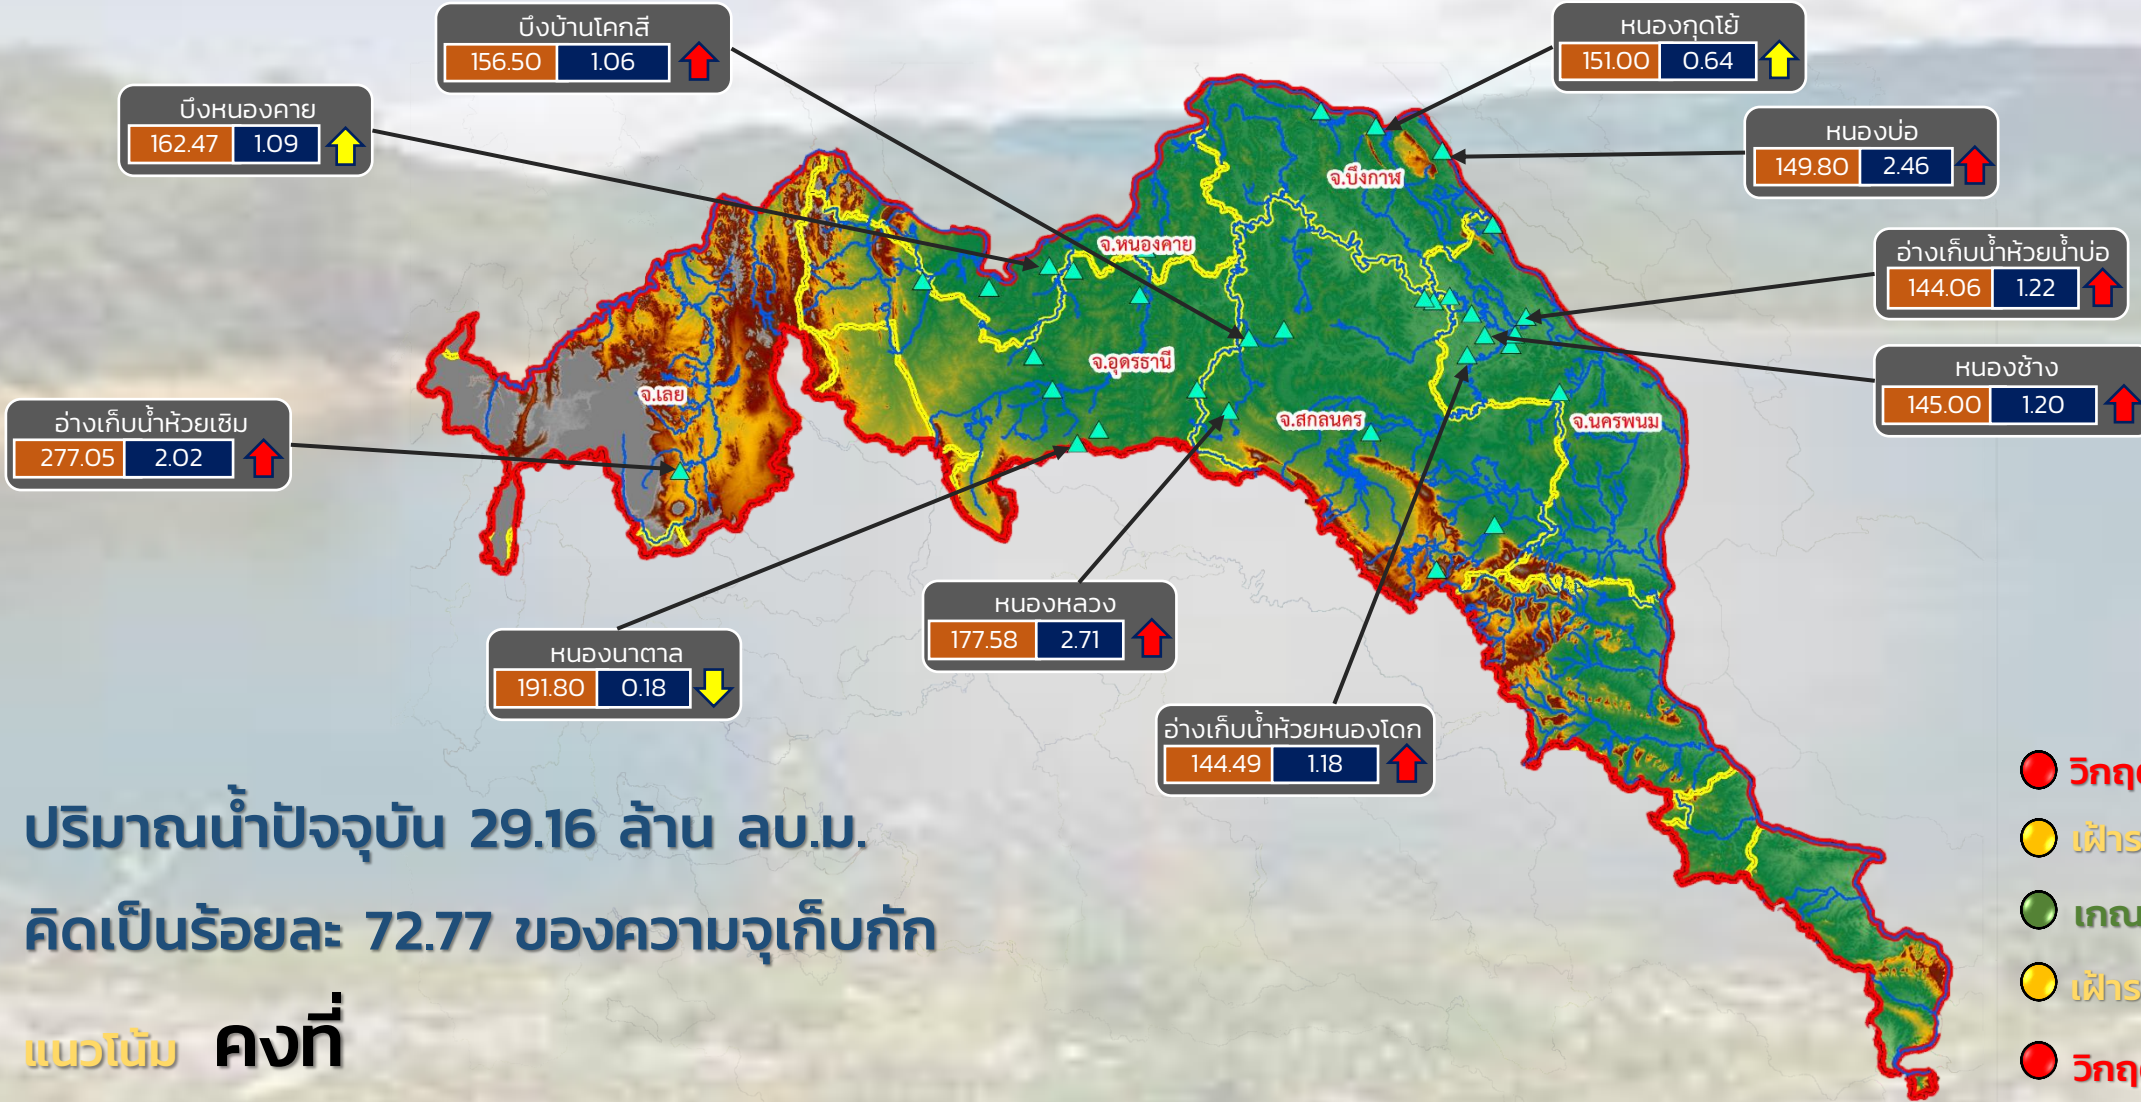 บึงบ้านโคกสี
156.50 1.06
หนองกุดโย้
151.00 0.64
บึงหนองคาย
162.47 1.09
หนองบ่อ
149.80 2.46
จ.บึงกาฬ
จ.หนองคาย
อ่างเก็บน้ำห้วยน้ำบ่อ
144.06 1.22
จ.อุดรธานี
จ.เลย
หนองช้าง
145.00 1.20
อ่างเก็บน้ำห้วยเซิม
277.05 2.02
จ.สกลนคร
จ.นครพนม
หนองหลวง
177.58 2.71
หนองนาตาล
191.80 0.18
อ่างเก็บน้ำห้วยหนองโดก
144.49 1.18
ปริมาณน้ำปัจจุบัน 29.16 ล้าน ลบ.ม.
คิดเป็นร้อยละ 72.77 ของความจุเก็บกัก
แนวโน้ม คงที่